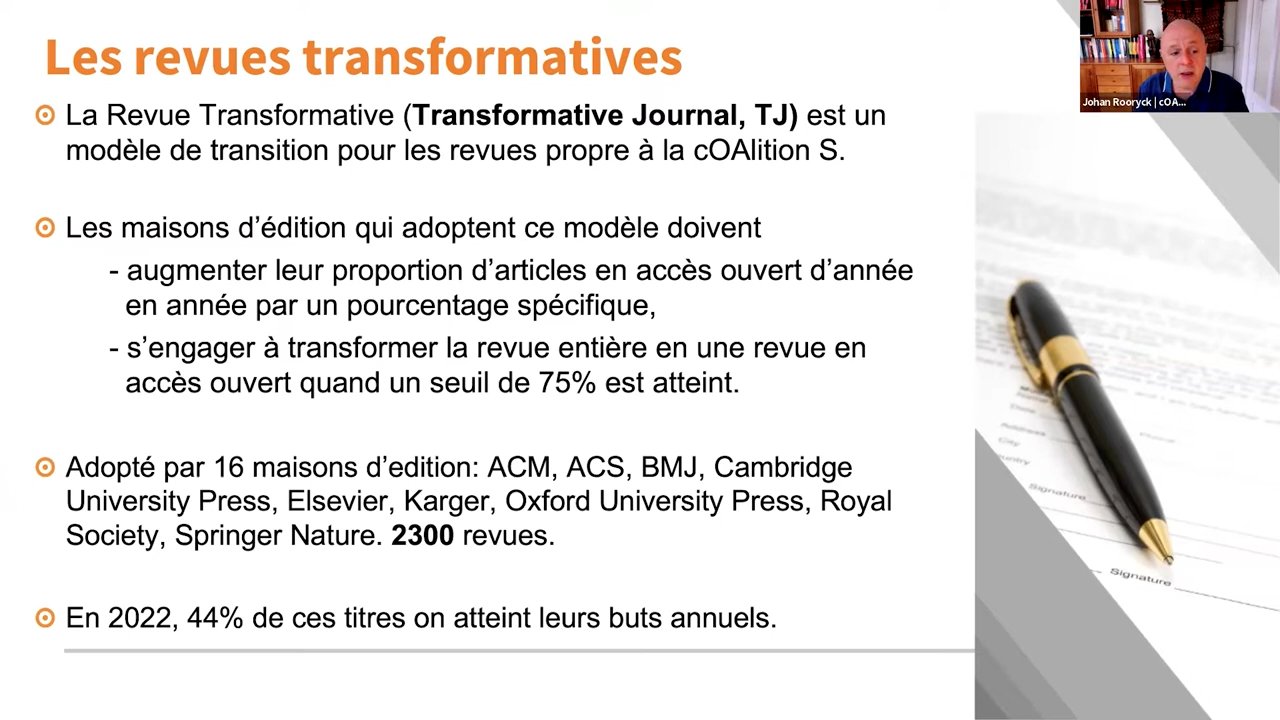 Les revues transformatives
Johan Rooryck | cOA...
La Revue Transformative (Transformative Journal, TJ) est un
modèle de transition pour les revues propre à la cOAlition S.
Les maisons d’édition qui adoptent ce modèle doivent
- augmenter leur proportion d’articles en accès ouvert d’année
en année par un pourcentage spécifique,
- s’engager à transformer la revue entière en une revue en
accès ouvert quand un seuil de 75% est atteint.
Adopté par 16 maisons d’edition: ACM, ACS, BMJ, Cambridge
University Press, Elsevier, Karger, Oxford University Press, Royal
Society, Springer Nature. 2300 revues.
En 2022, 44% de ces titres on atteint leurs buts annuels.
Address
City
Signature
Signature